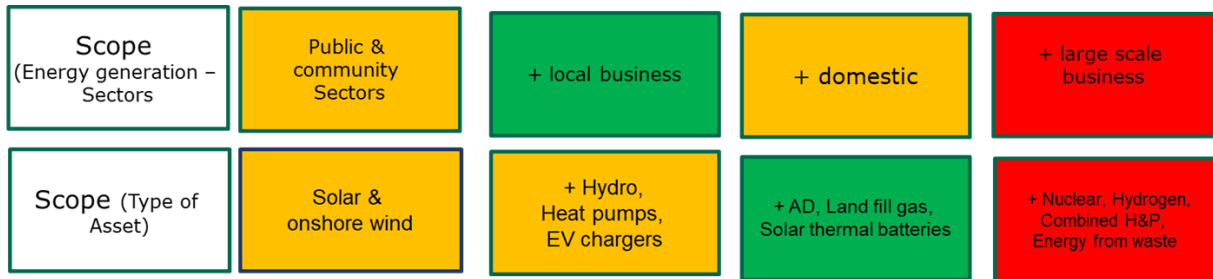 Scope
(Energy generation –
Sectors
Public &
community
Sectors
+ local business
+ domestic
+ large scale
business
Scope (Type of
Asset)
Solar &
onshore wind
+ Hydro,
Heat pumps,
EV chargers
+ AD, Land fill gas,
Solar thermal batteries
+ Nuclear, Hydrogen,
Combined H&P,
Energy from waste